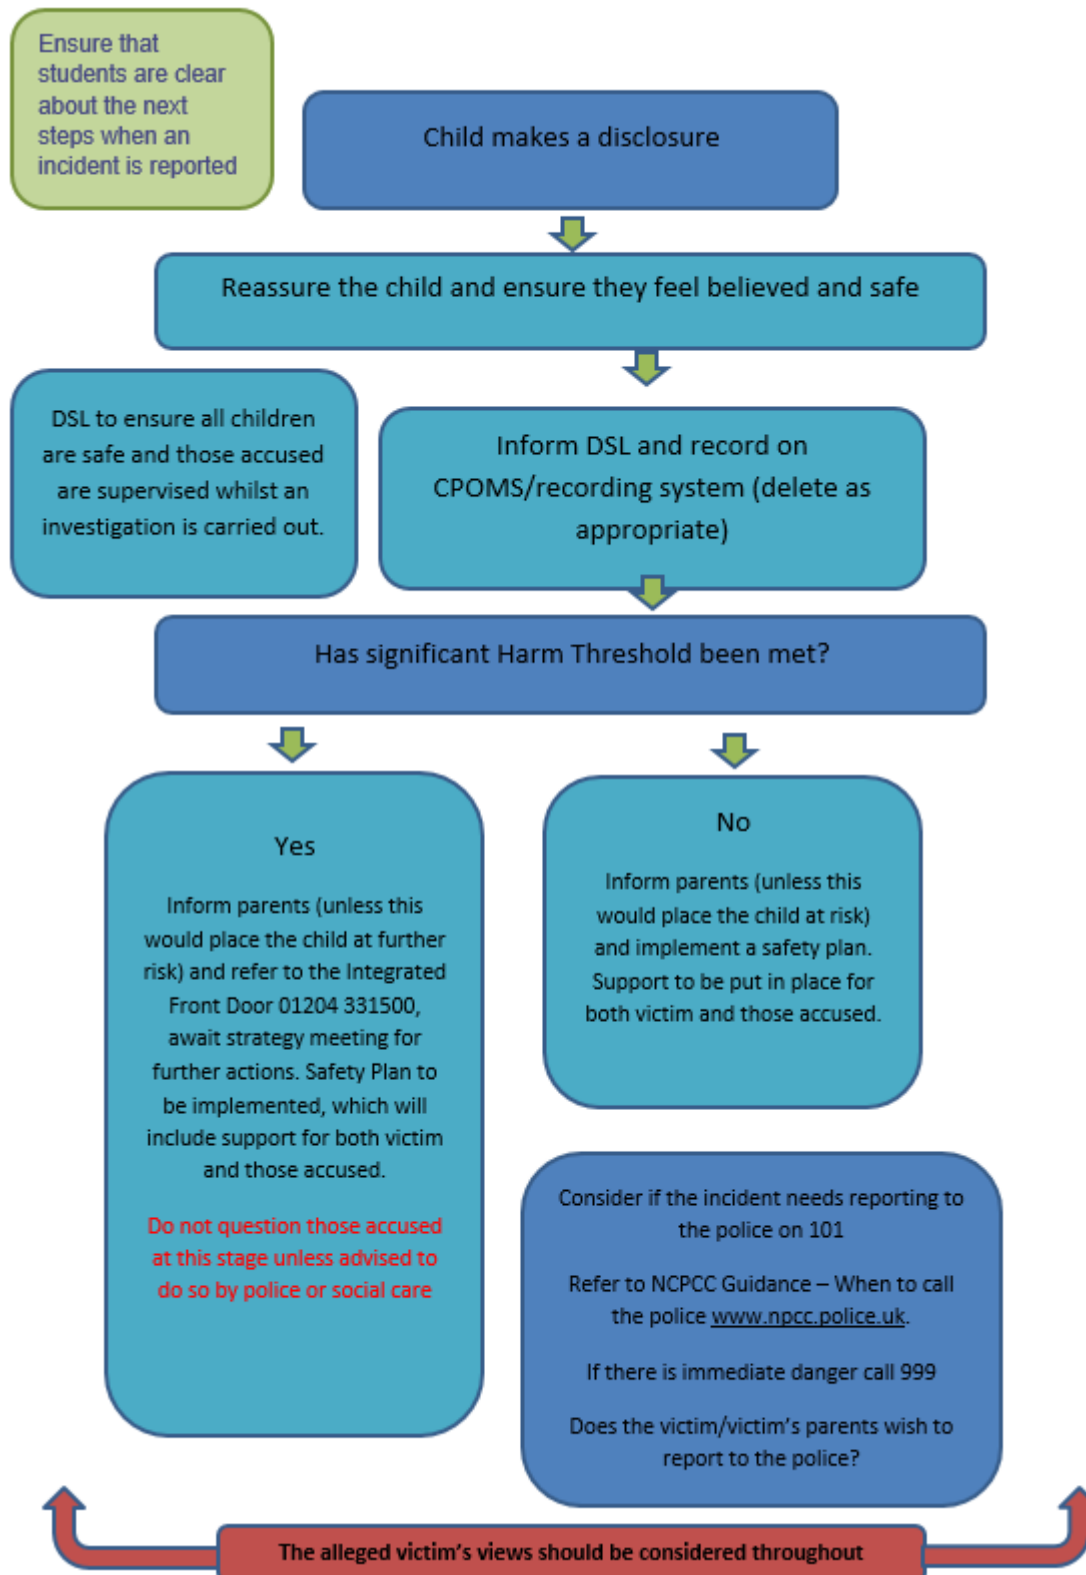 Ensure that
students are clear
about the next
steps when an
incident is reported
Child makes a disclosure
Reassure the child and ensure they feel believed and safe
DSL to ensure all children
are safe and those accused
are supervised whilst an
investigation is carried out.
Inform DSL and record on
CPOMS/recording system (delete as
appropriate)
Has significant Harm Threshold been met?
Yes
Inform parents (unless this
would place the child at further
risk) and refer to the Integrated
Front Door 01204 331500,
await strategy meeting for
further actions. Safety Plan to
be implemented, which will
include support for both victim
and those accused.
Do not question those accused
at this stage unless advised to
do so by police or social care
No
Inform parents (unless this
would place the child at risk)
and implement a safety plan.
Support to be put in place for
both victim and those accused.
Consider if the incident needs reporting to
the police on 101
Refer to NCPCC Guidance – When to call
the police www.npcc.police.uk.
If there is immediate danger call 999
Does the victim/victim's parents wish to
report to the police?
The alleged victim's views should be considered throughout